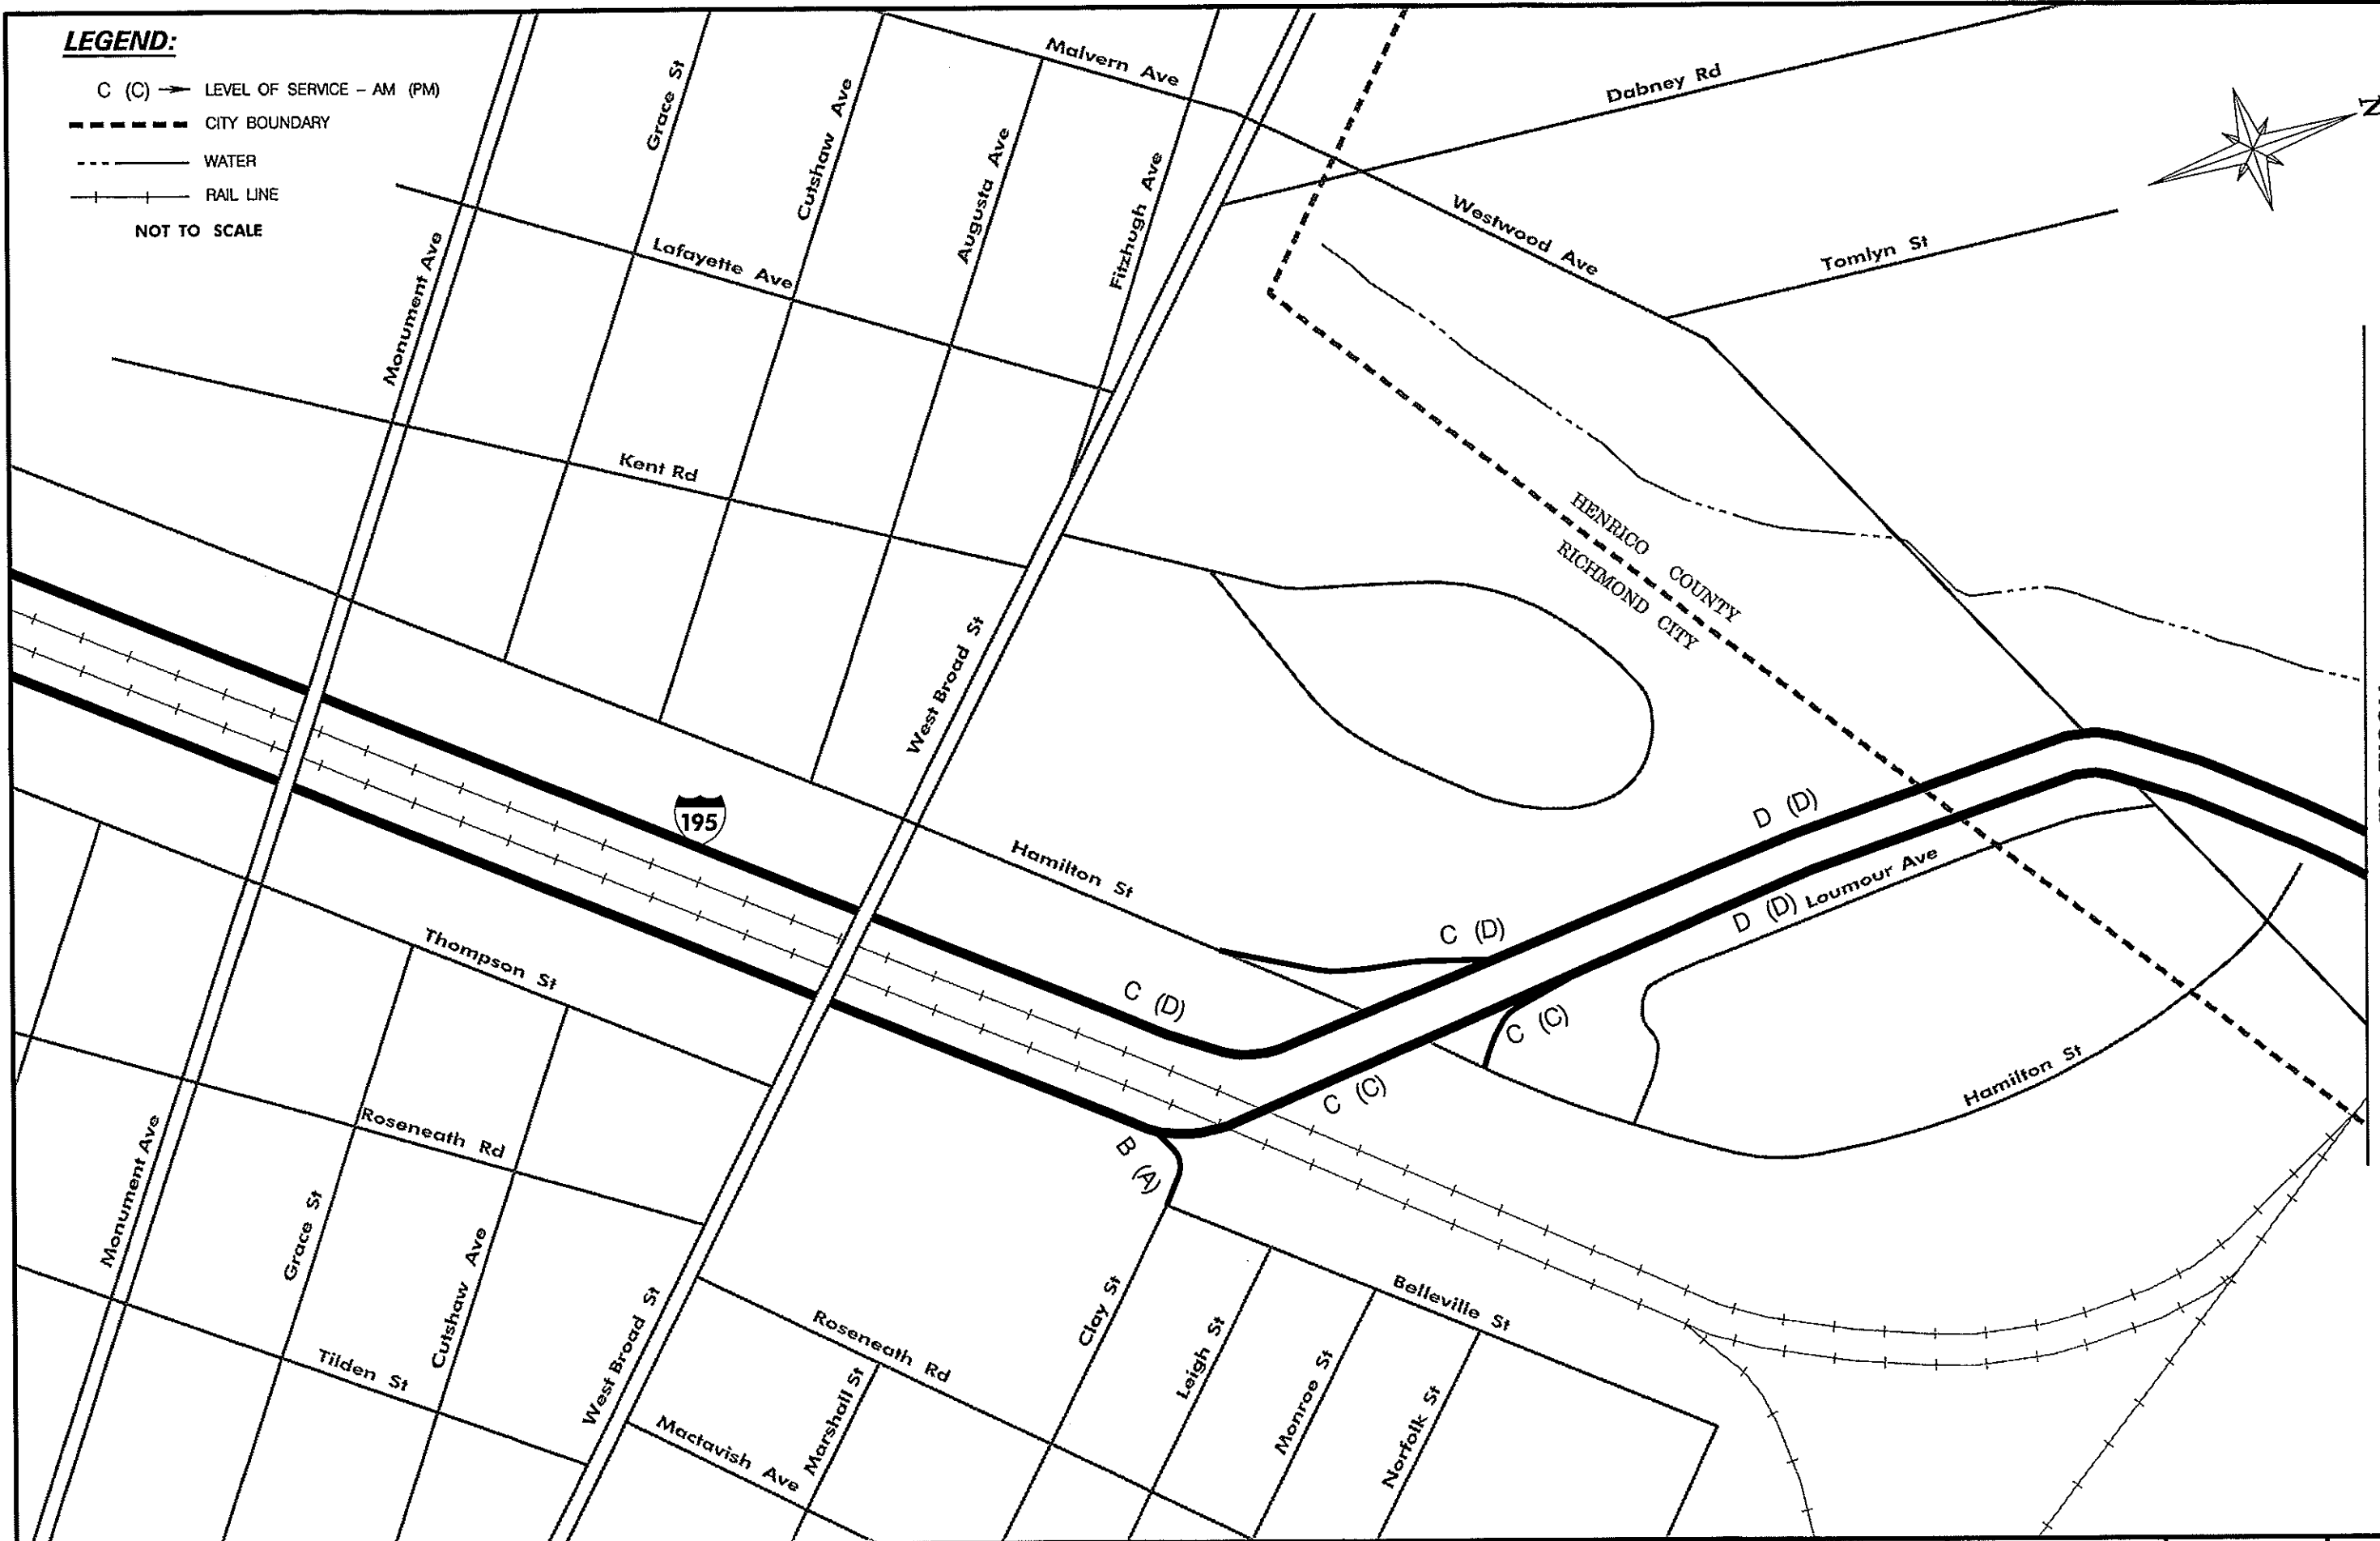 LEGEND:
C (C) LEVEL OF SERVICE – AM (PM)
CITY BOUNDARY
WATER
RAIL LINE
NOT TO SCALE
N
Malvern Ave
Dabney Rd
Grace St
Cutshaw Ave
Augusta Ave
Fitzhugh Ave
Monument Ave
Lafayette Ave
Westwood Ave
Tomlyn St
Kent Rd
HENRICO COUNTY
RICHMOND CITY
West Broad St
195
Hamilton St
D (D)
D (D)
Loumour Ave
C (D)
C (D)
C (C)
C (C)
B (A)
Hamilton St
Thompson St
Roseneath Rd
Monument Ave
Grace St
Cutshaw Ave
Tilden St
West Broad St
Roseneath Rd
Mactavish Ave
Marshall St
Clay St
Leigh St
Monroe St
Norfolk St
Belleville St